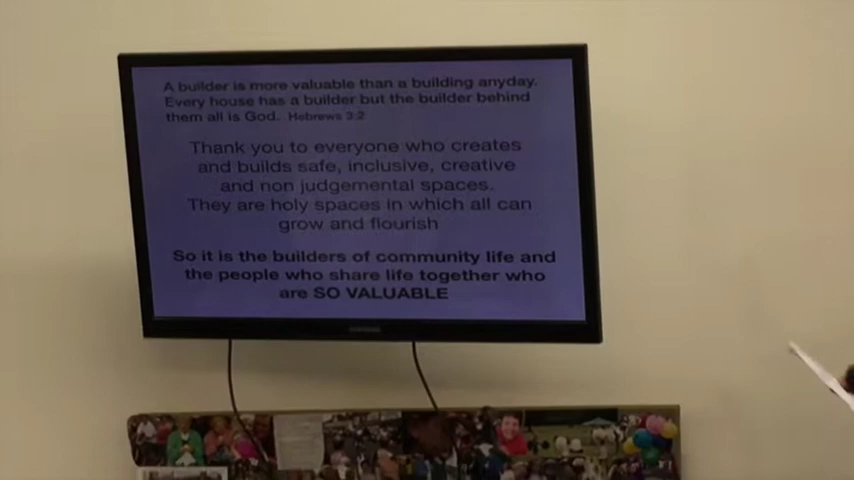 A builder is more valuable than a building anyday.
Every house has a builder but the builder behind
them all is God. Hebrews 3:2
Thank you to everyone who creates
and builds safe, inclusive, creative
and non judgemental spaces.
They are holy spaces in which all can
grow and flourish
So it is the builders of community life and
the people who share life together who
are SO VALUABLE